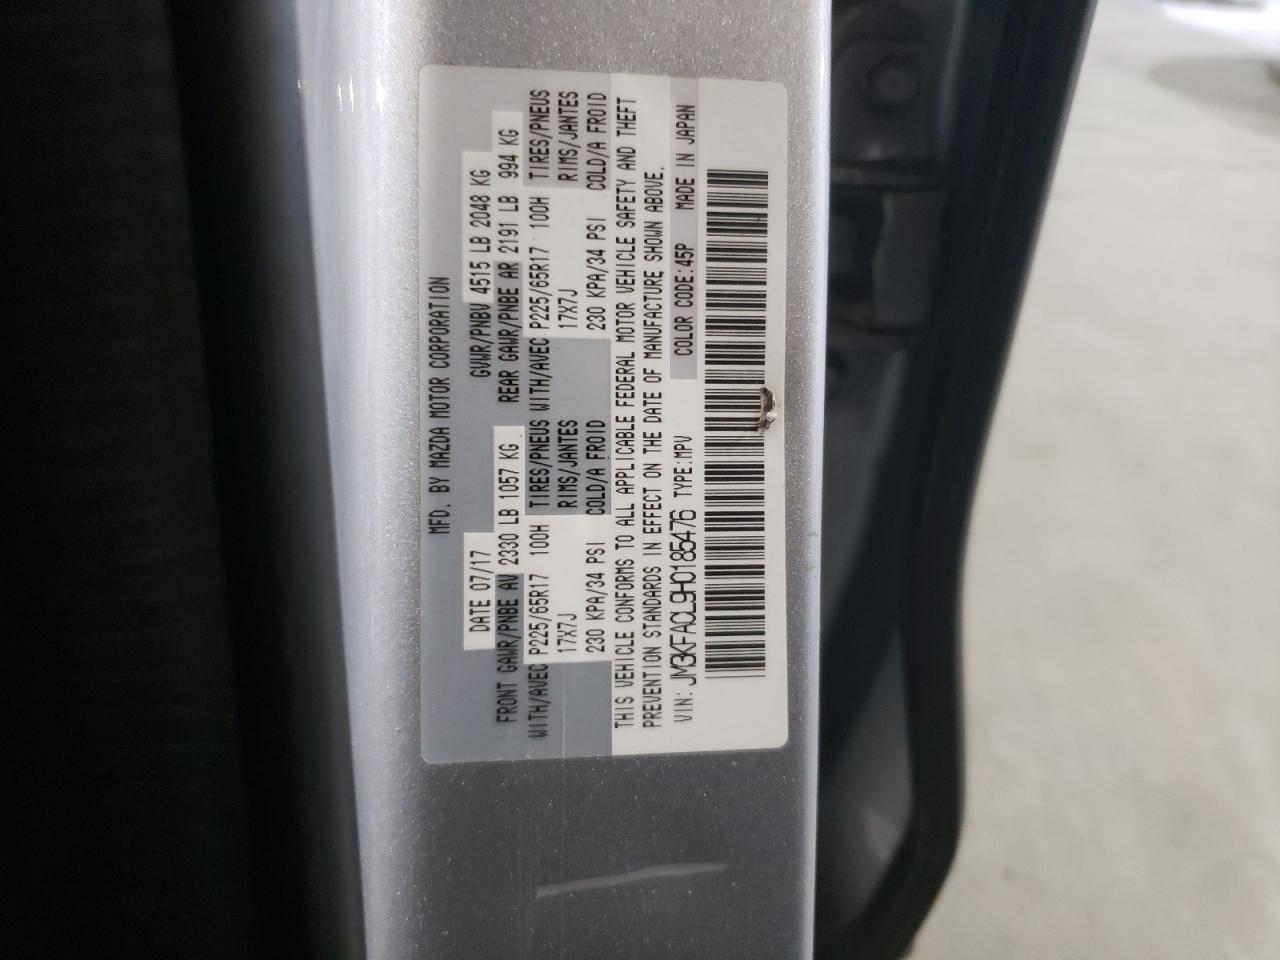 MFD. BY MAZDA MOTOR CORPORATION
DATE 07/17 GVWR/PNBV 4515 LB 2048 KG
FRONT GAWR/PNBE AV 2330 LB 1057 KG REAR GAWR/PNBE AR 2191 LB 994 KG
WITH/AVEC P225/65R17 100H TIRES/PNEUS WITH/AVEC P225/65R17 100H TIRES/PNEUS
17X7J RIMS/JANTES 17X7J RIMS/JANTES
230 KPA/34 PSI COLD/A FROID 230 KPA/34 PSI COLD/A FROID
THIS VEHICLE CONFORMS TO ALL APPLICABLE FEDERAL MOTOR VEHICLE SAFETY AND THEFT
PREVENTION STANDARDS IN EFFECT ON THE DATE OF MANUFACTURE SHOWN ABOVE.
VIN: JM3KFACL9H0185476 TYPE:MPV COLOR CODE:45P MADE IN JAPAN